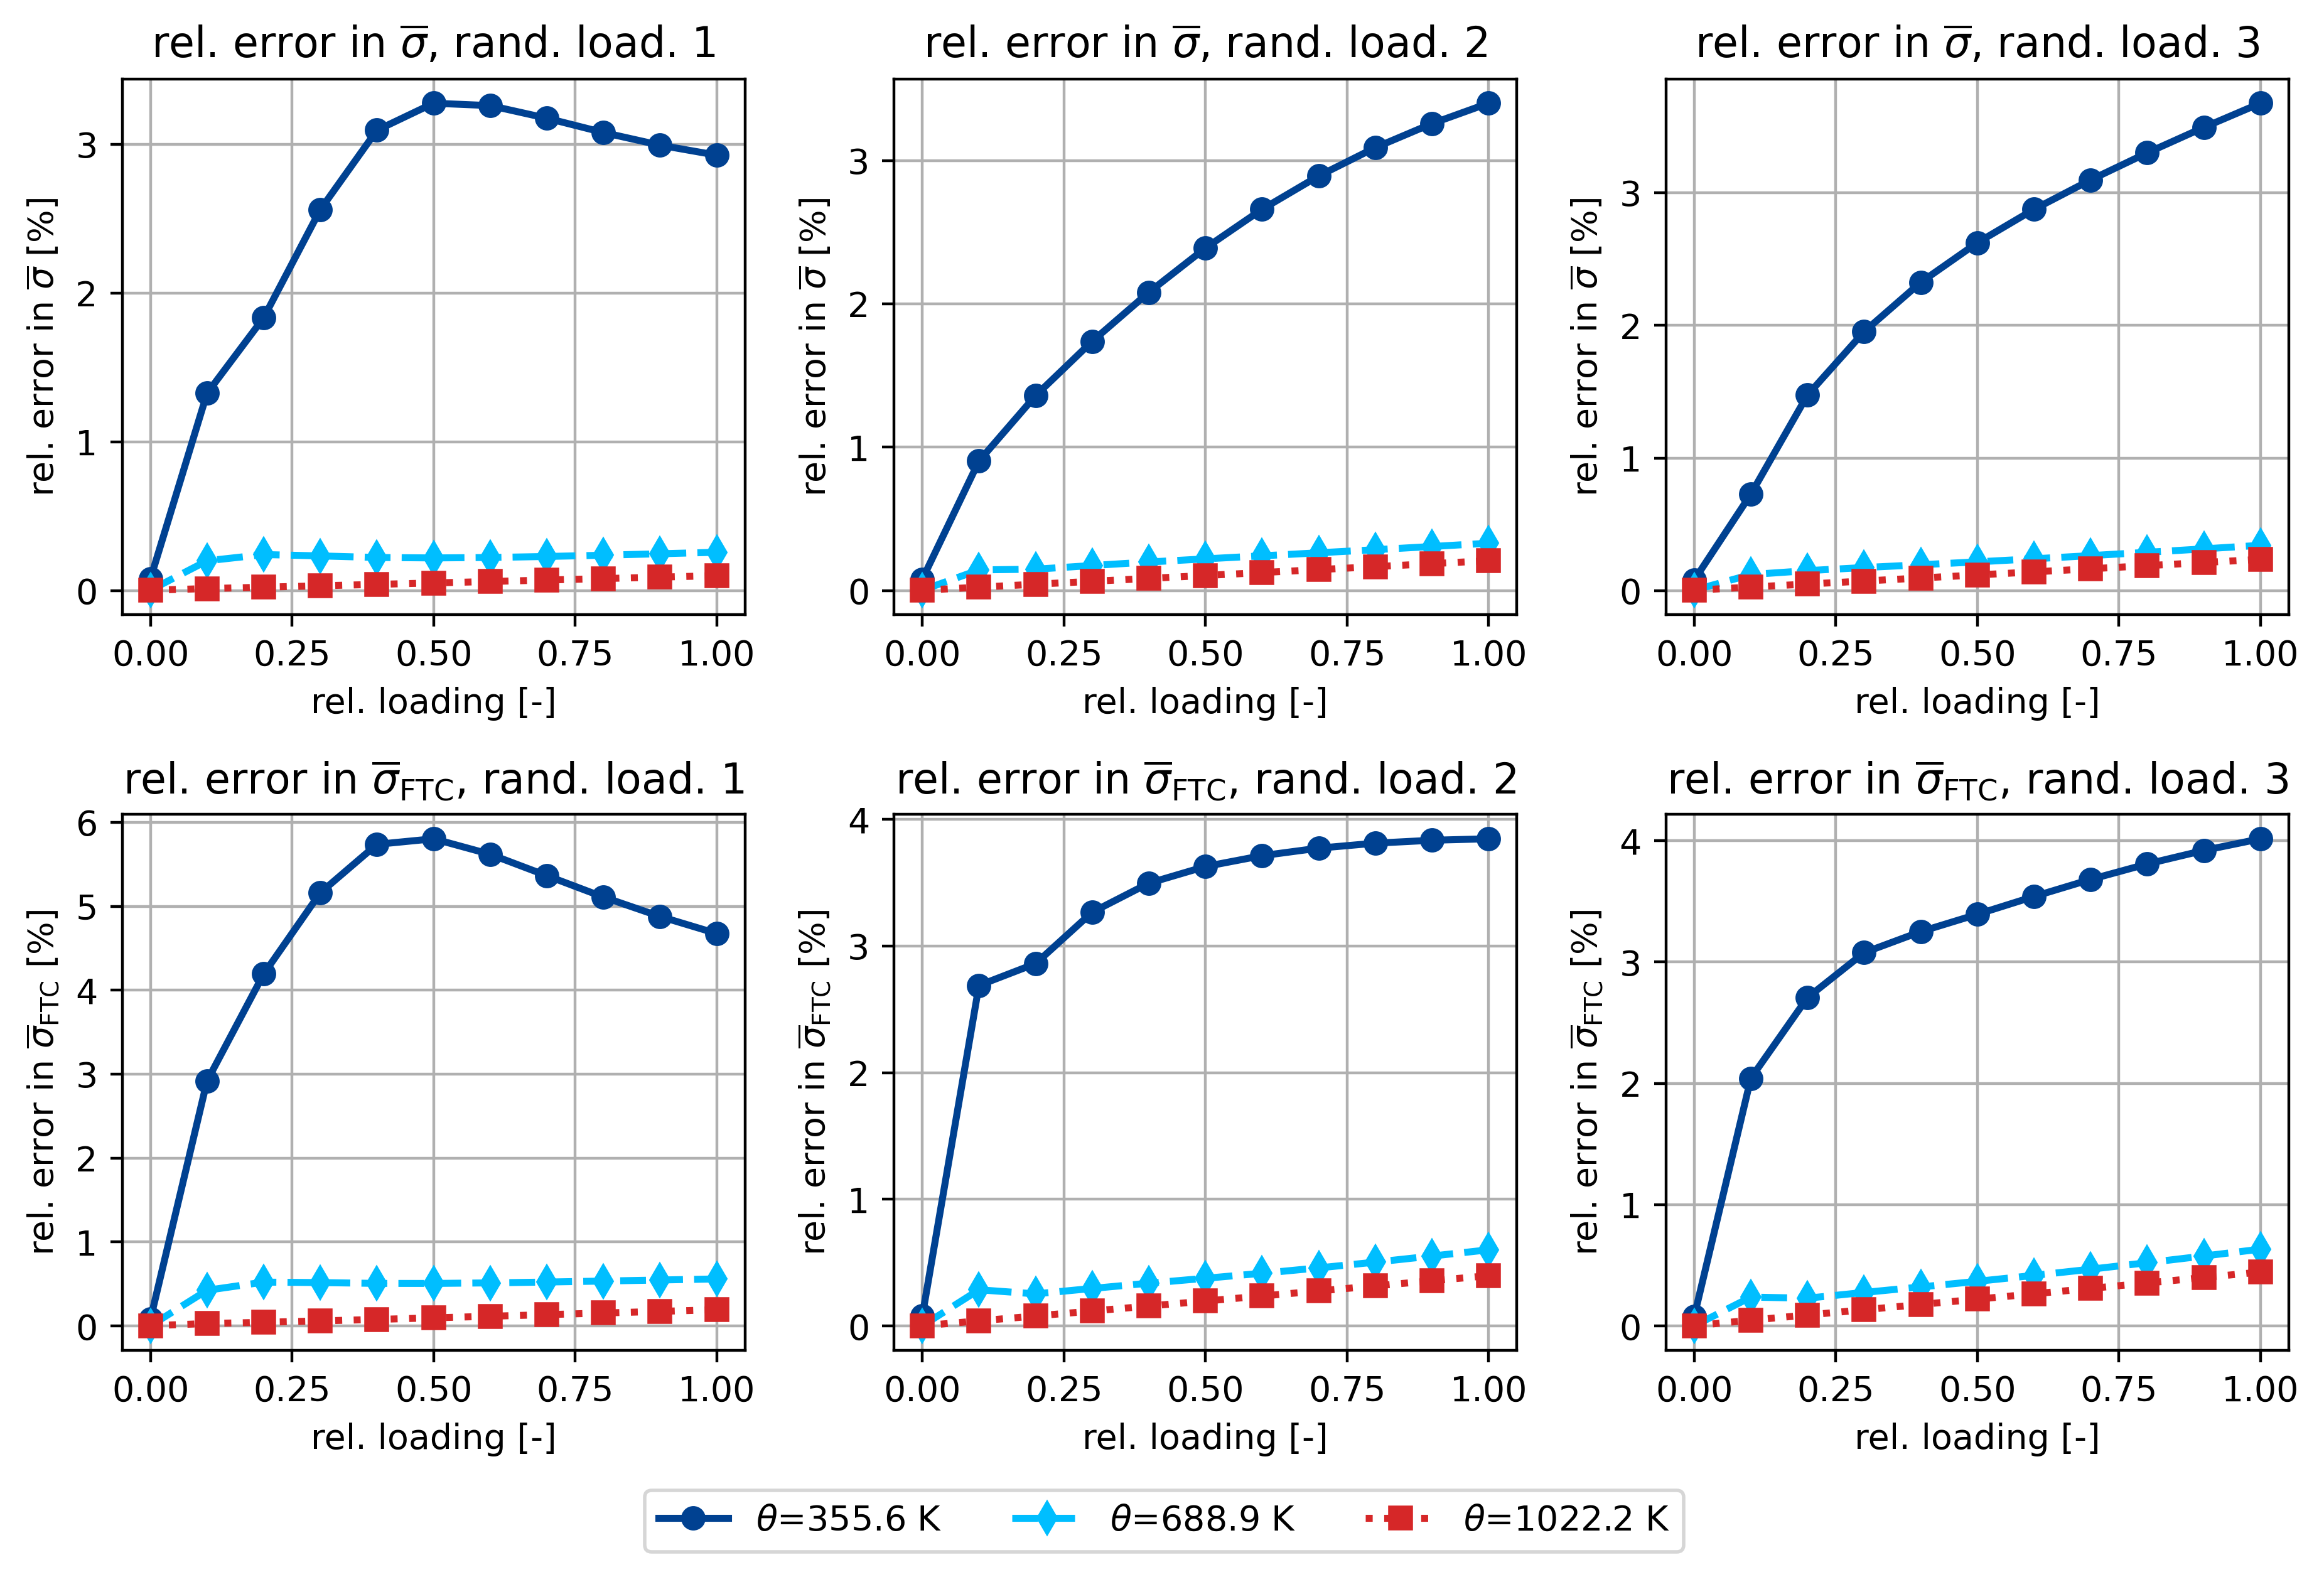 rel. error in σ̅, rand. load. 1
rel. error in σ̅ [%]
3
2
1
0
0.00 0.25 0.50 0.75 1.00
rel. loading [-]
rel. error in σ̅, rand. load. 2
rel. error in σ̅ [%]
3
2
1
0
0.00 0.25 0.50 0.75 1.00
rel. loading [-]
rel. error in σ̅, rand. load. 3
rel. error in σ̅ [%]
3
2
1
0
0.00 0.25 0.50 0.75 1.00
rel. loading [-]
rel. error in σ̅FTC, rand. load. 1
rel. error in σ̅FTC [%]
6
5
4
3
2
1
0
0.00 0.25 0.50 0.75 1.00
rel. loading [-]
rel. error in σ̅FTC, rand. load. 2
rel. error in σ̅FTC [%]
4
3
2
1
0
0.00 0.25 0.50 0.75 1.00
rel. loading [-]
rel. error in σ̅FTC, rand. load. 3
rel. error in σ̅FTC [%]
4
3
2
1
0
0.00 0.25 0.50 0.75 1.00
rel. loading [-]
θ=355.6 K θ=688.9 K θ=1022.2 K